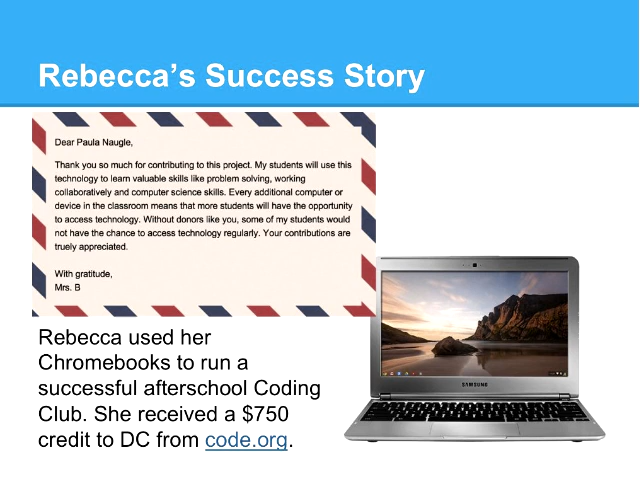 Rebecca's Success Story
Dear Paula Naugle,
Thank you so much for contributing to this project. My students will use this
technology to learn valuable skills like problem solving, working
collaboratively and computer science skills. Every additional computer or
device in the classroom means that more students will have the opportunity
to access technology. Without donors like you, some of my students would
not have the chance to access technology regularly. Your contributions are
truely appreciated.
With gratitude,
Mrs. B
Rebecca used her
Chromebooks to run a
successful afterschool Coding
Club. She received a $750
credit to DC from code.org.
SAMSUNG